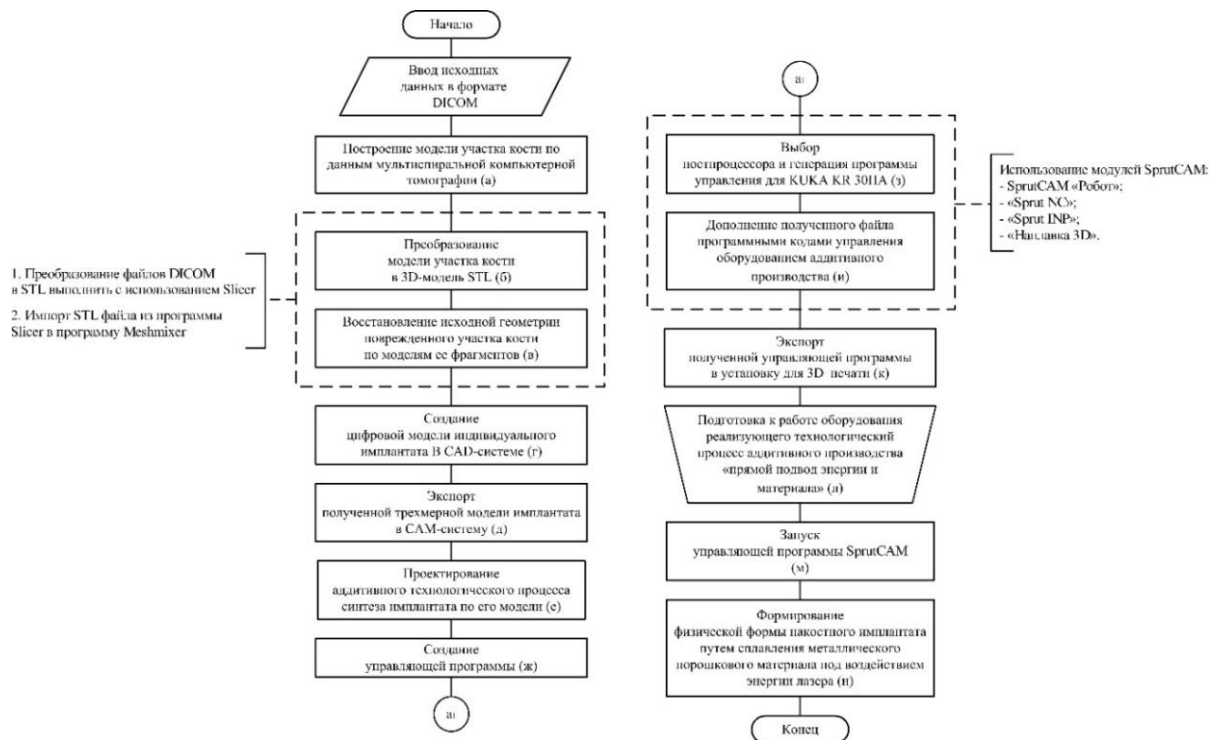 Начало
Ввод исходных
данных в формате
DICOM
Построение модели участка кости по
данным мультиспиральной компьютерной
томографии (а)
1. Преобразование файлов DICOM
в STL выполнить с использованием Slicer
2. Импорт STL файла из программы
Slicer в программу Meshmixer
Преобразование
модели участка кости
в 3D-модель STL (б)
Восстановление исходной геометрии
поврежденного участка кости
по моделям ее фрагментов (в)
Создание
цифровой модели индивидуального
имплантата В CAD-системе (г)
Экспорт
полученной трехмерной модели имплантата
в CAM-систему (д)
Проектирование
аддитивного технологического процесса
синтеза имплантата по его модели (е)
Создание
управляющей программы (ж)
а₁
а₁
Выбор
постпроцессора и генерация программы
управления для KUKA KR 30HA (з)
Дополнение полученного файла
программными кодами управления
оборудованием аддитивного
производства (и)
Использование модулей SprutCAM:
- SprutCAM «Робот»;
- «Sprut NC»;
- «Sprut INP»;
- «Наплавка 3D».
Экспорт
полученной управляющей программы
в установку для 3D печати (к)
Подготовка к работе оборудования
реализующего технологический
процесс аддитивного производства
«прямой подвод энергии и
материала» (л)
Запуск
управляющей программы SprutCAM
(м)
Формирование
физической формы накостного имплантата
путем сплавления металлического
порошкового материала под воздействием
энергии лазера (н)
Конец